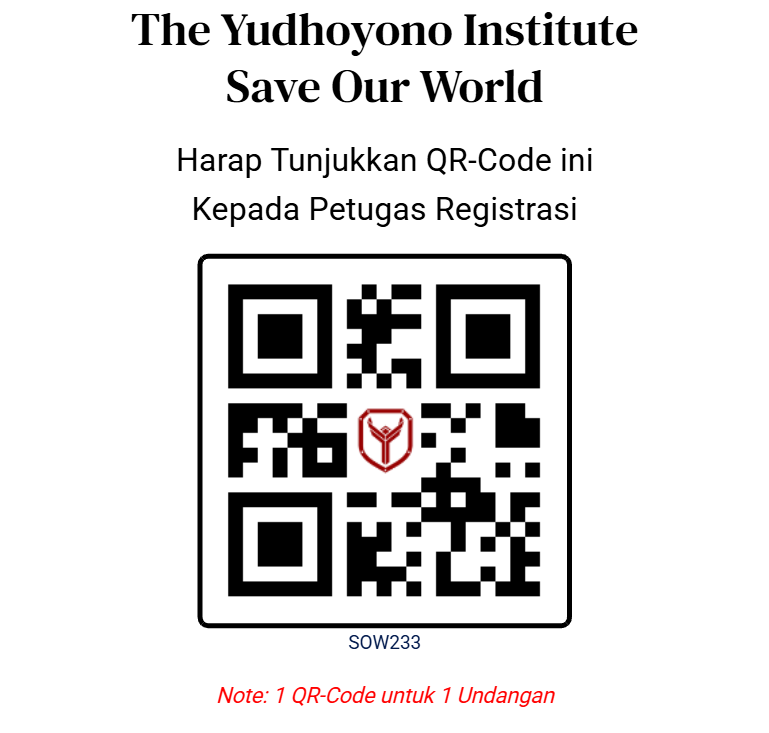 The Yudhoyono Institute
Save Our World
Harap Tunjukkan QR-Code ini
Kepada Petugas Registrasi
SOW233
Note: 1 QR-Code untuk 1 Undangan